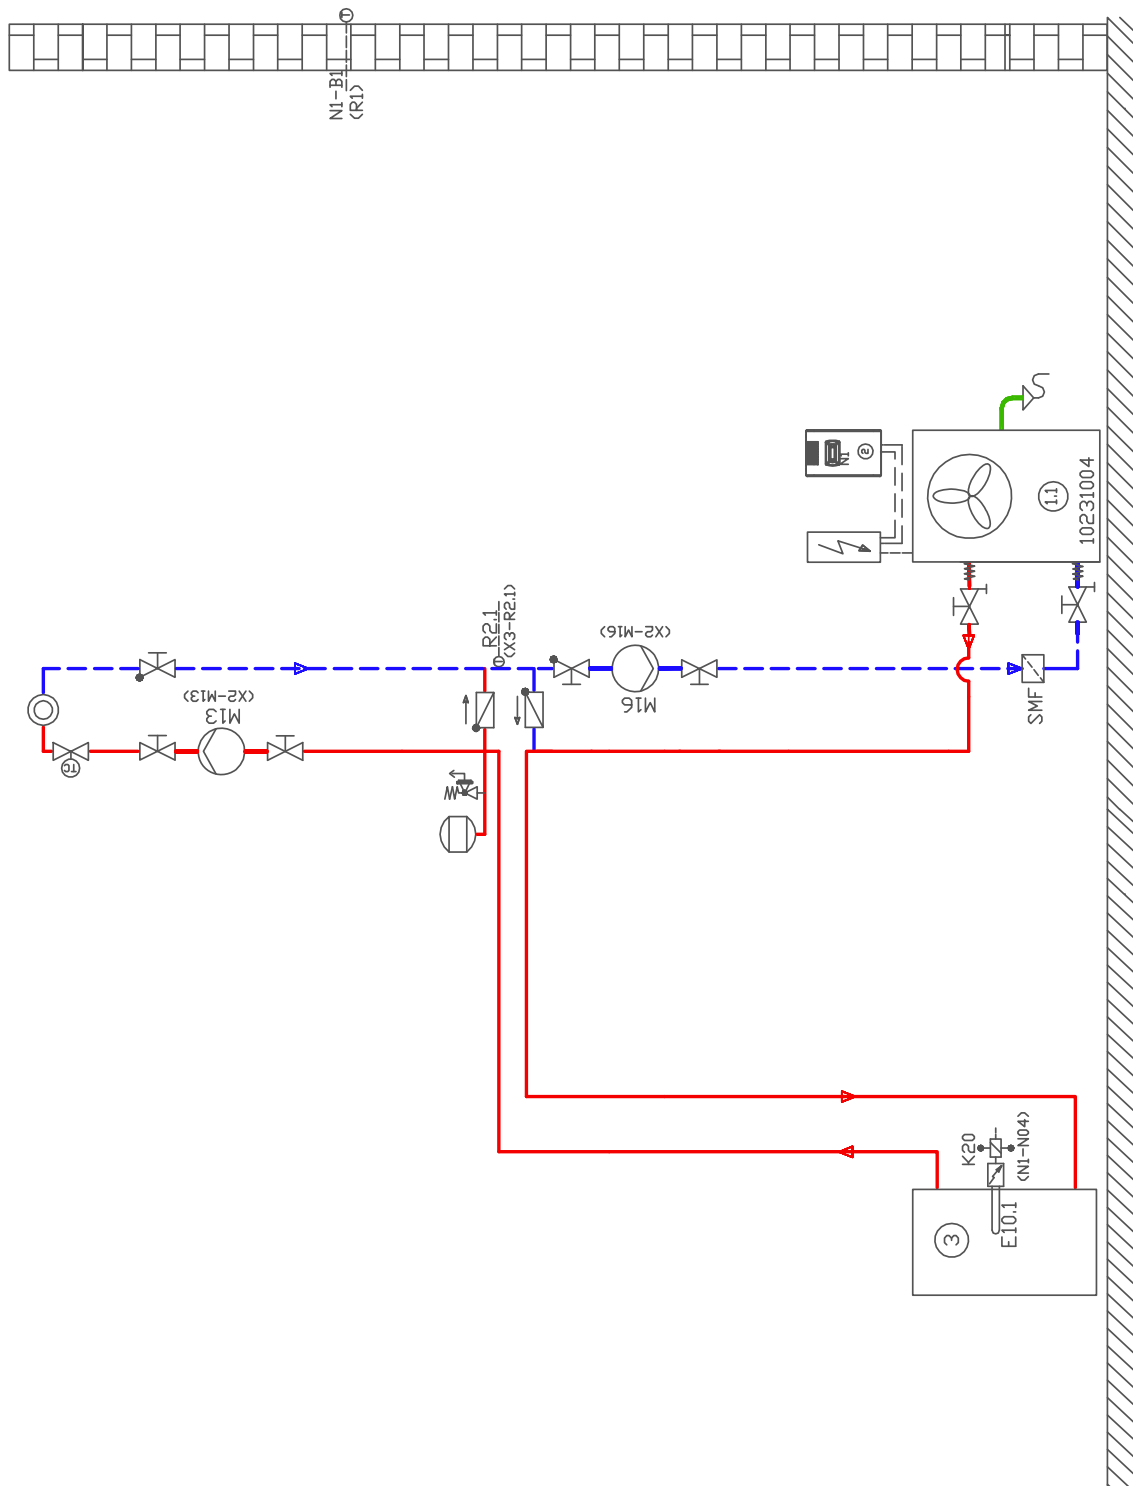 N1-B1
(R1)
N1
2
1.1
10231004
R2.1
(X3-R2.1)
(X2-M16)
M16
(X2-M13)
M13
TC
SMF
K20
(N1-N04)
E10.1
3
T
T